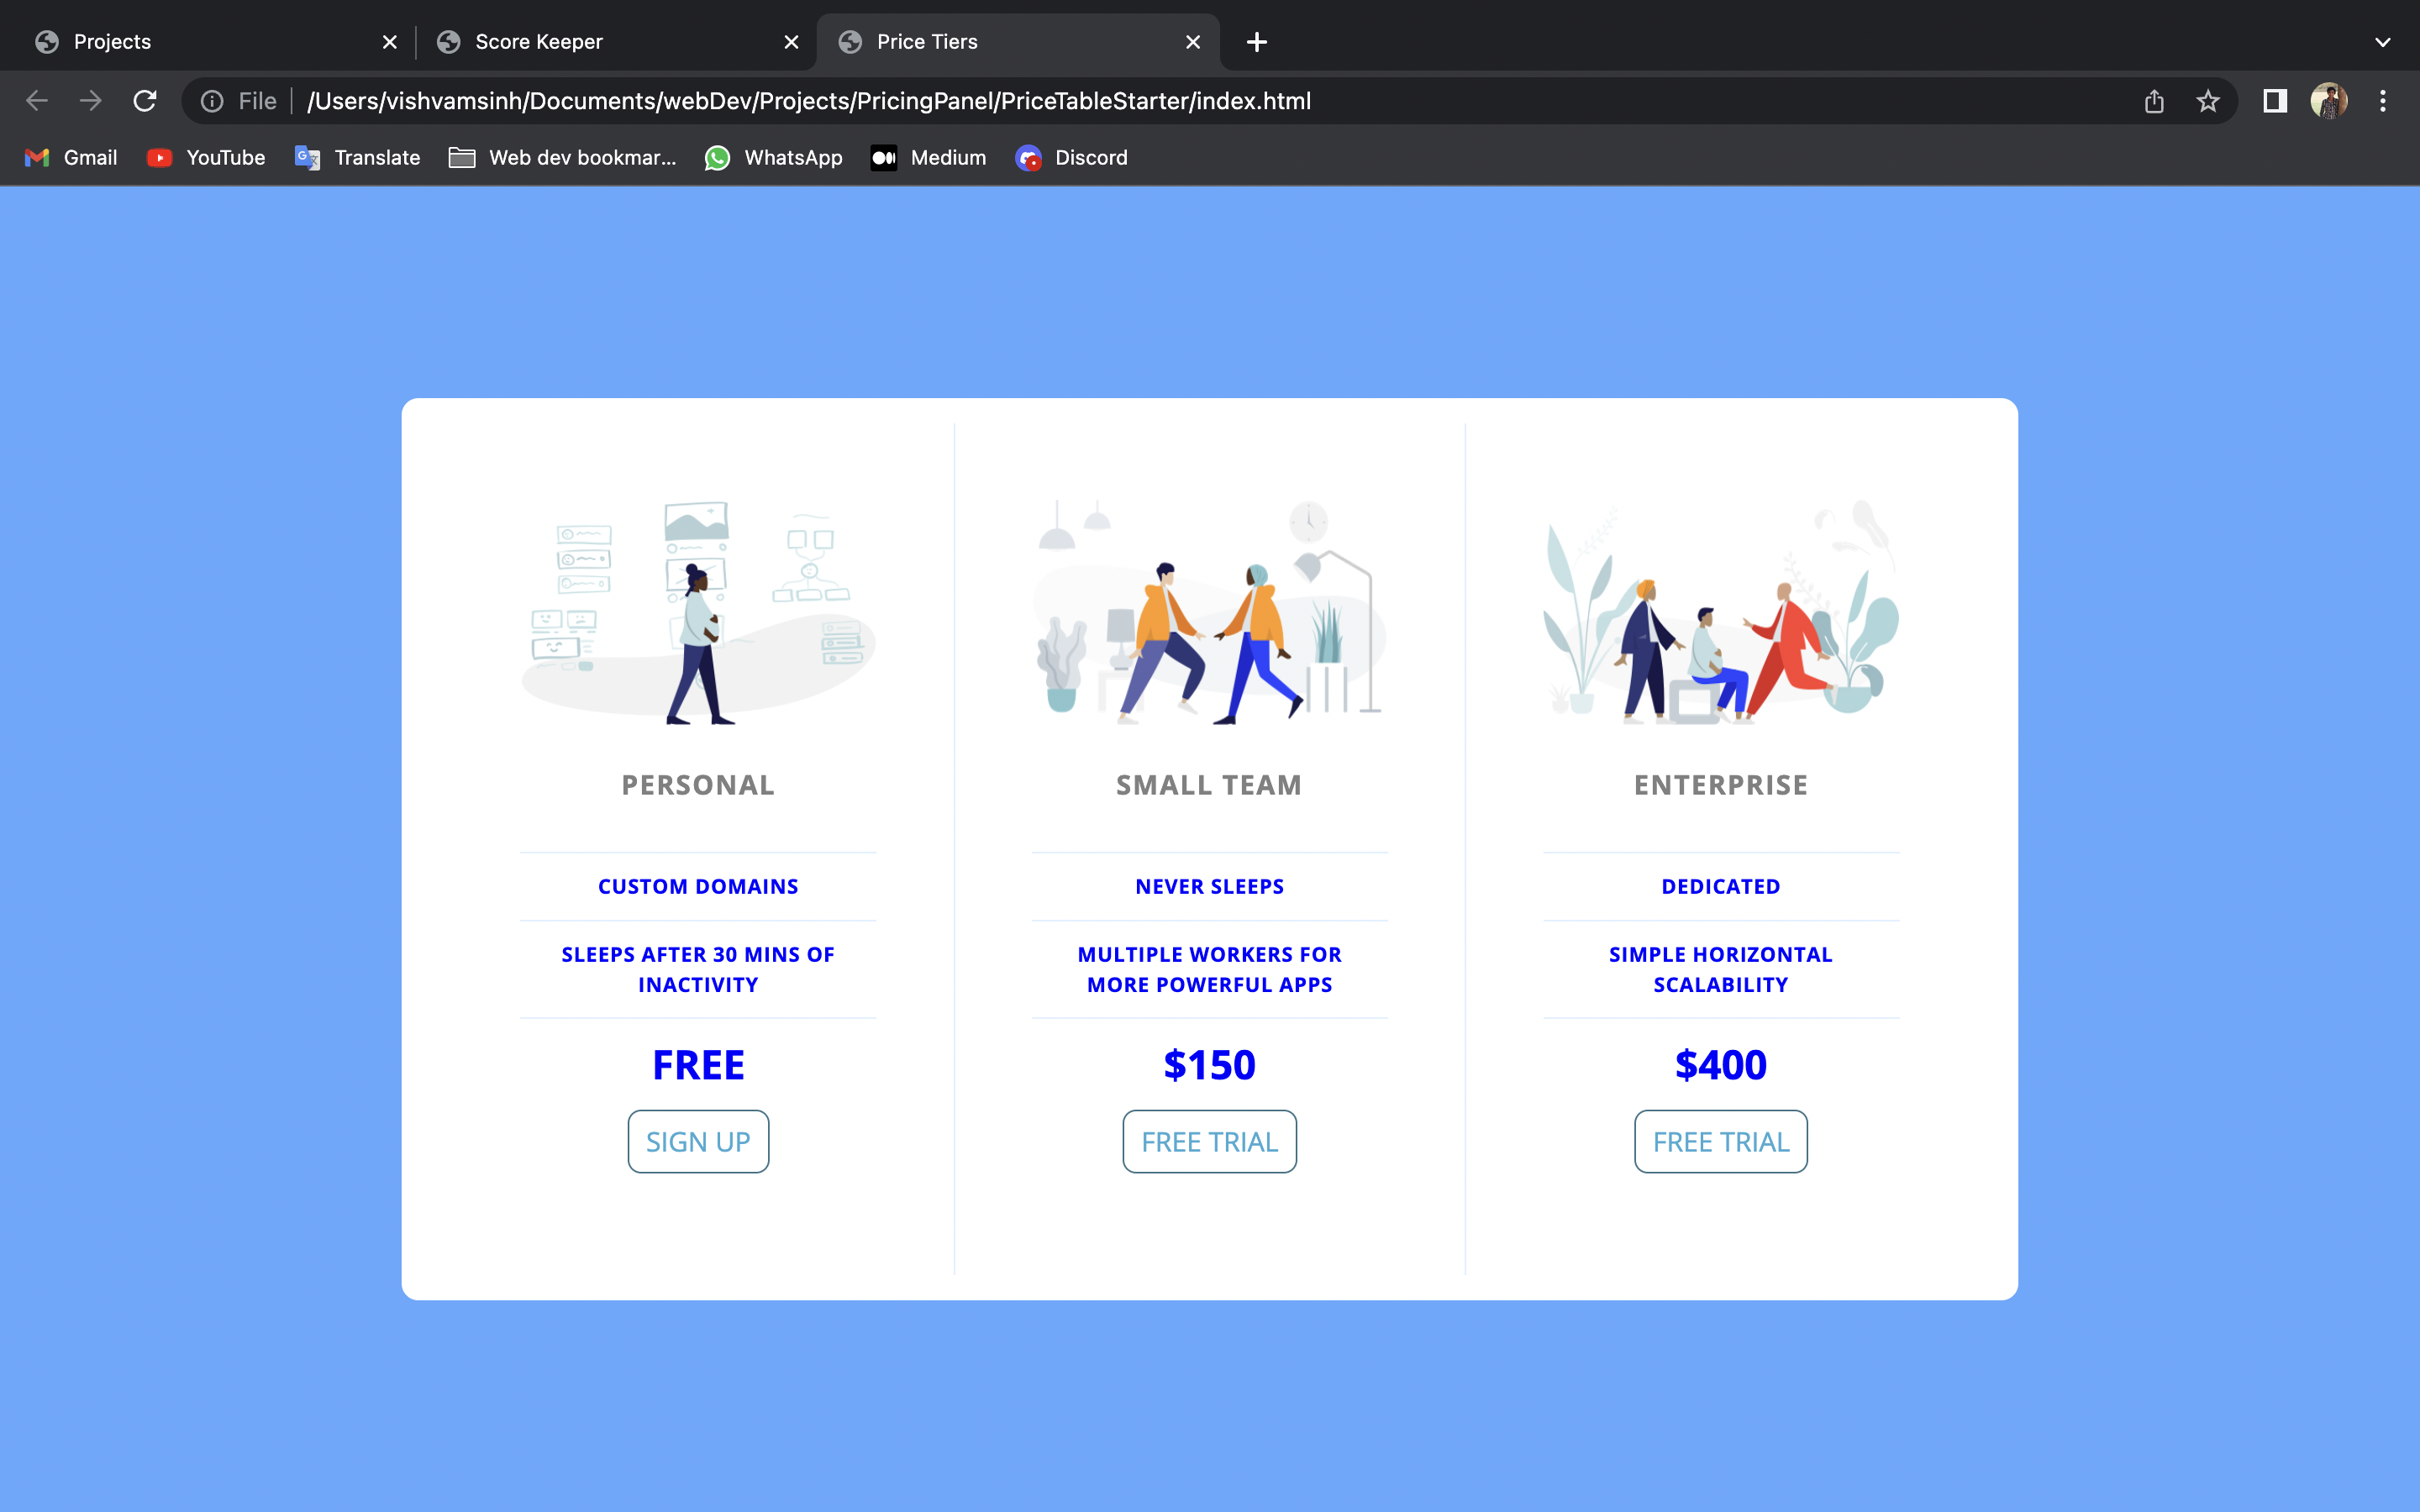 Projects
Score Keeper
Price Tiers
File
/Users/vishvamsinh/Documents/webDev/Projects/PricingPanel/PriceTableStarter/index.html
Gmail
YouTube
Translate
Web dev bookmar...
WhatsApp
Medium
Discord
PERSONAL
CUSTOM DOMAINS
SLEEPS AFTER 30 MINS OF
INACTIVITY
FREE
SIGN UP
SMALL TEAM
NEVER SLEEPS
MULTIPLE WORKERS FOR
MORE POWERFUL APPS
$150
FREE TRIAL
ENTERPRISE
DEDICATED
SIMPLE HORIZONTAL
SCALABILITY
$400
FREE TRIAL